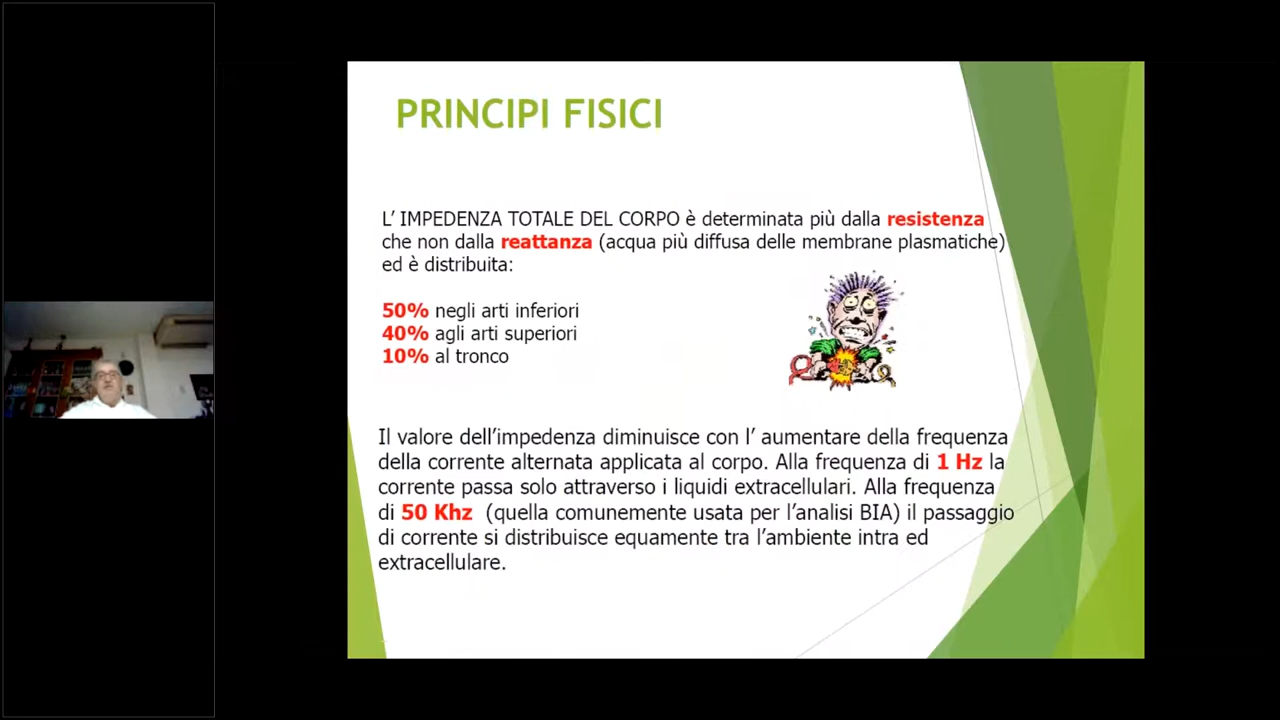 PRINCIPI FISICI
L’ IMPEDENZA TOTALE DEL CORPO è determinata più dalla resistenza
che non dalla reattanza (acqua più diffusa delle membrane plasmatiche)
ed è distribuita:
50% negli arti inferiori
40% agli arti superiori
10% al tronco
Il valore dell’impedenza diminuisce con l’ aumentare della frequenza
della corrente alternata applicata al corpo. Alla frequenza di 1 Hz la
corrente passa solo attraverso i liquidi extracellulari. Alla frequenza
di 50 Khz (quella comunemente usata per l’analisi BIA) il passaggio
di corrente si distribuisce equamente tra l’ambiente intra ed
extracellulare.